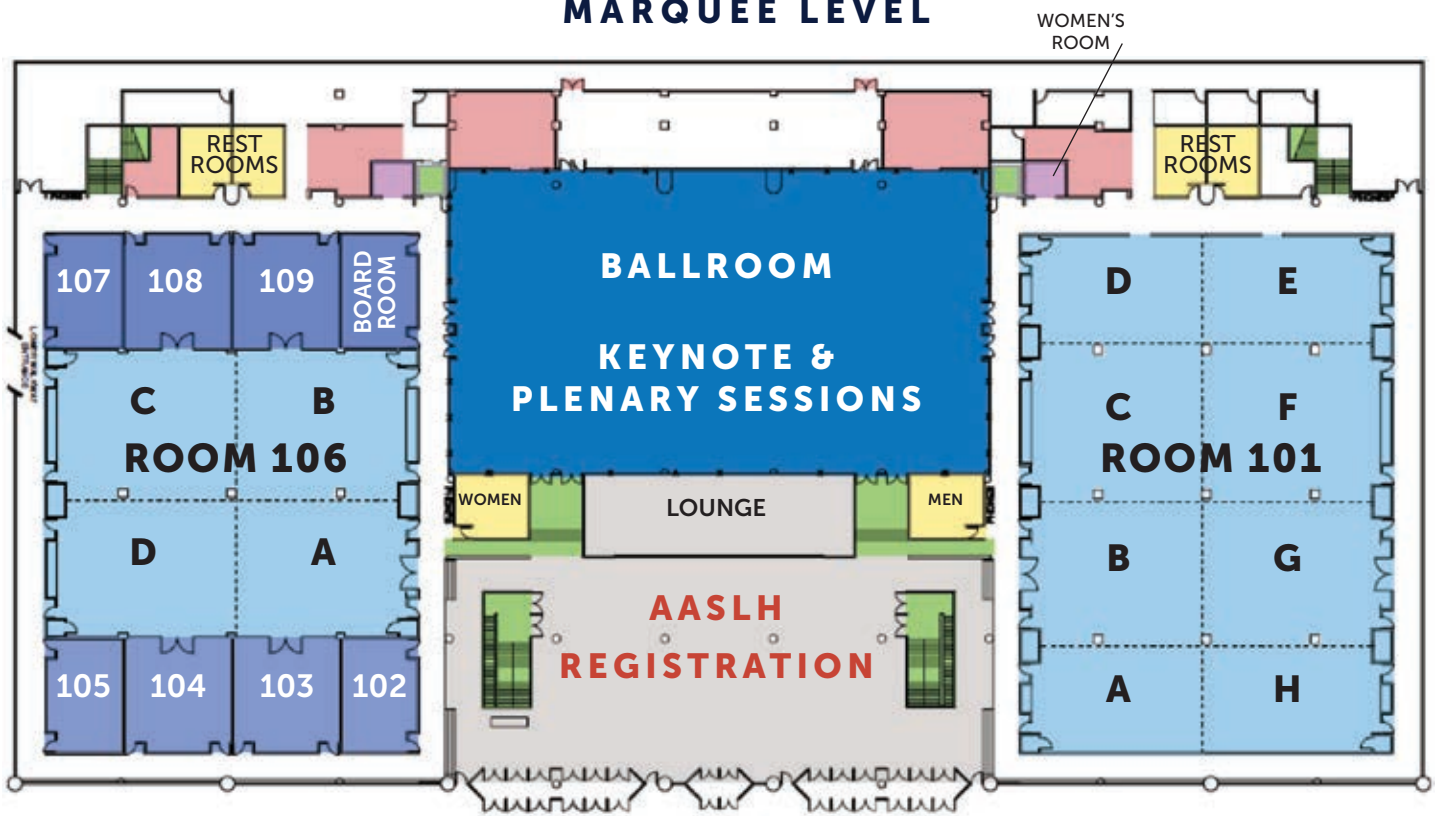 MARQUEE LEVEL
WOMEN'S
ROOM
REST
ROOMS
REST
ROOMS
107
108
109
BOARD
ROOM
C
B
ROOM 106
D
A
105
104
103
102
BALLROOM
KEYNOTE &
PLENARY SESSIONS
WOMEN
LOUNGE
MEN
AASLH
REGISTRATION
D
E
C
F
ROOM 101
B
G
A
H